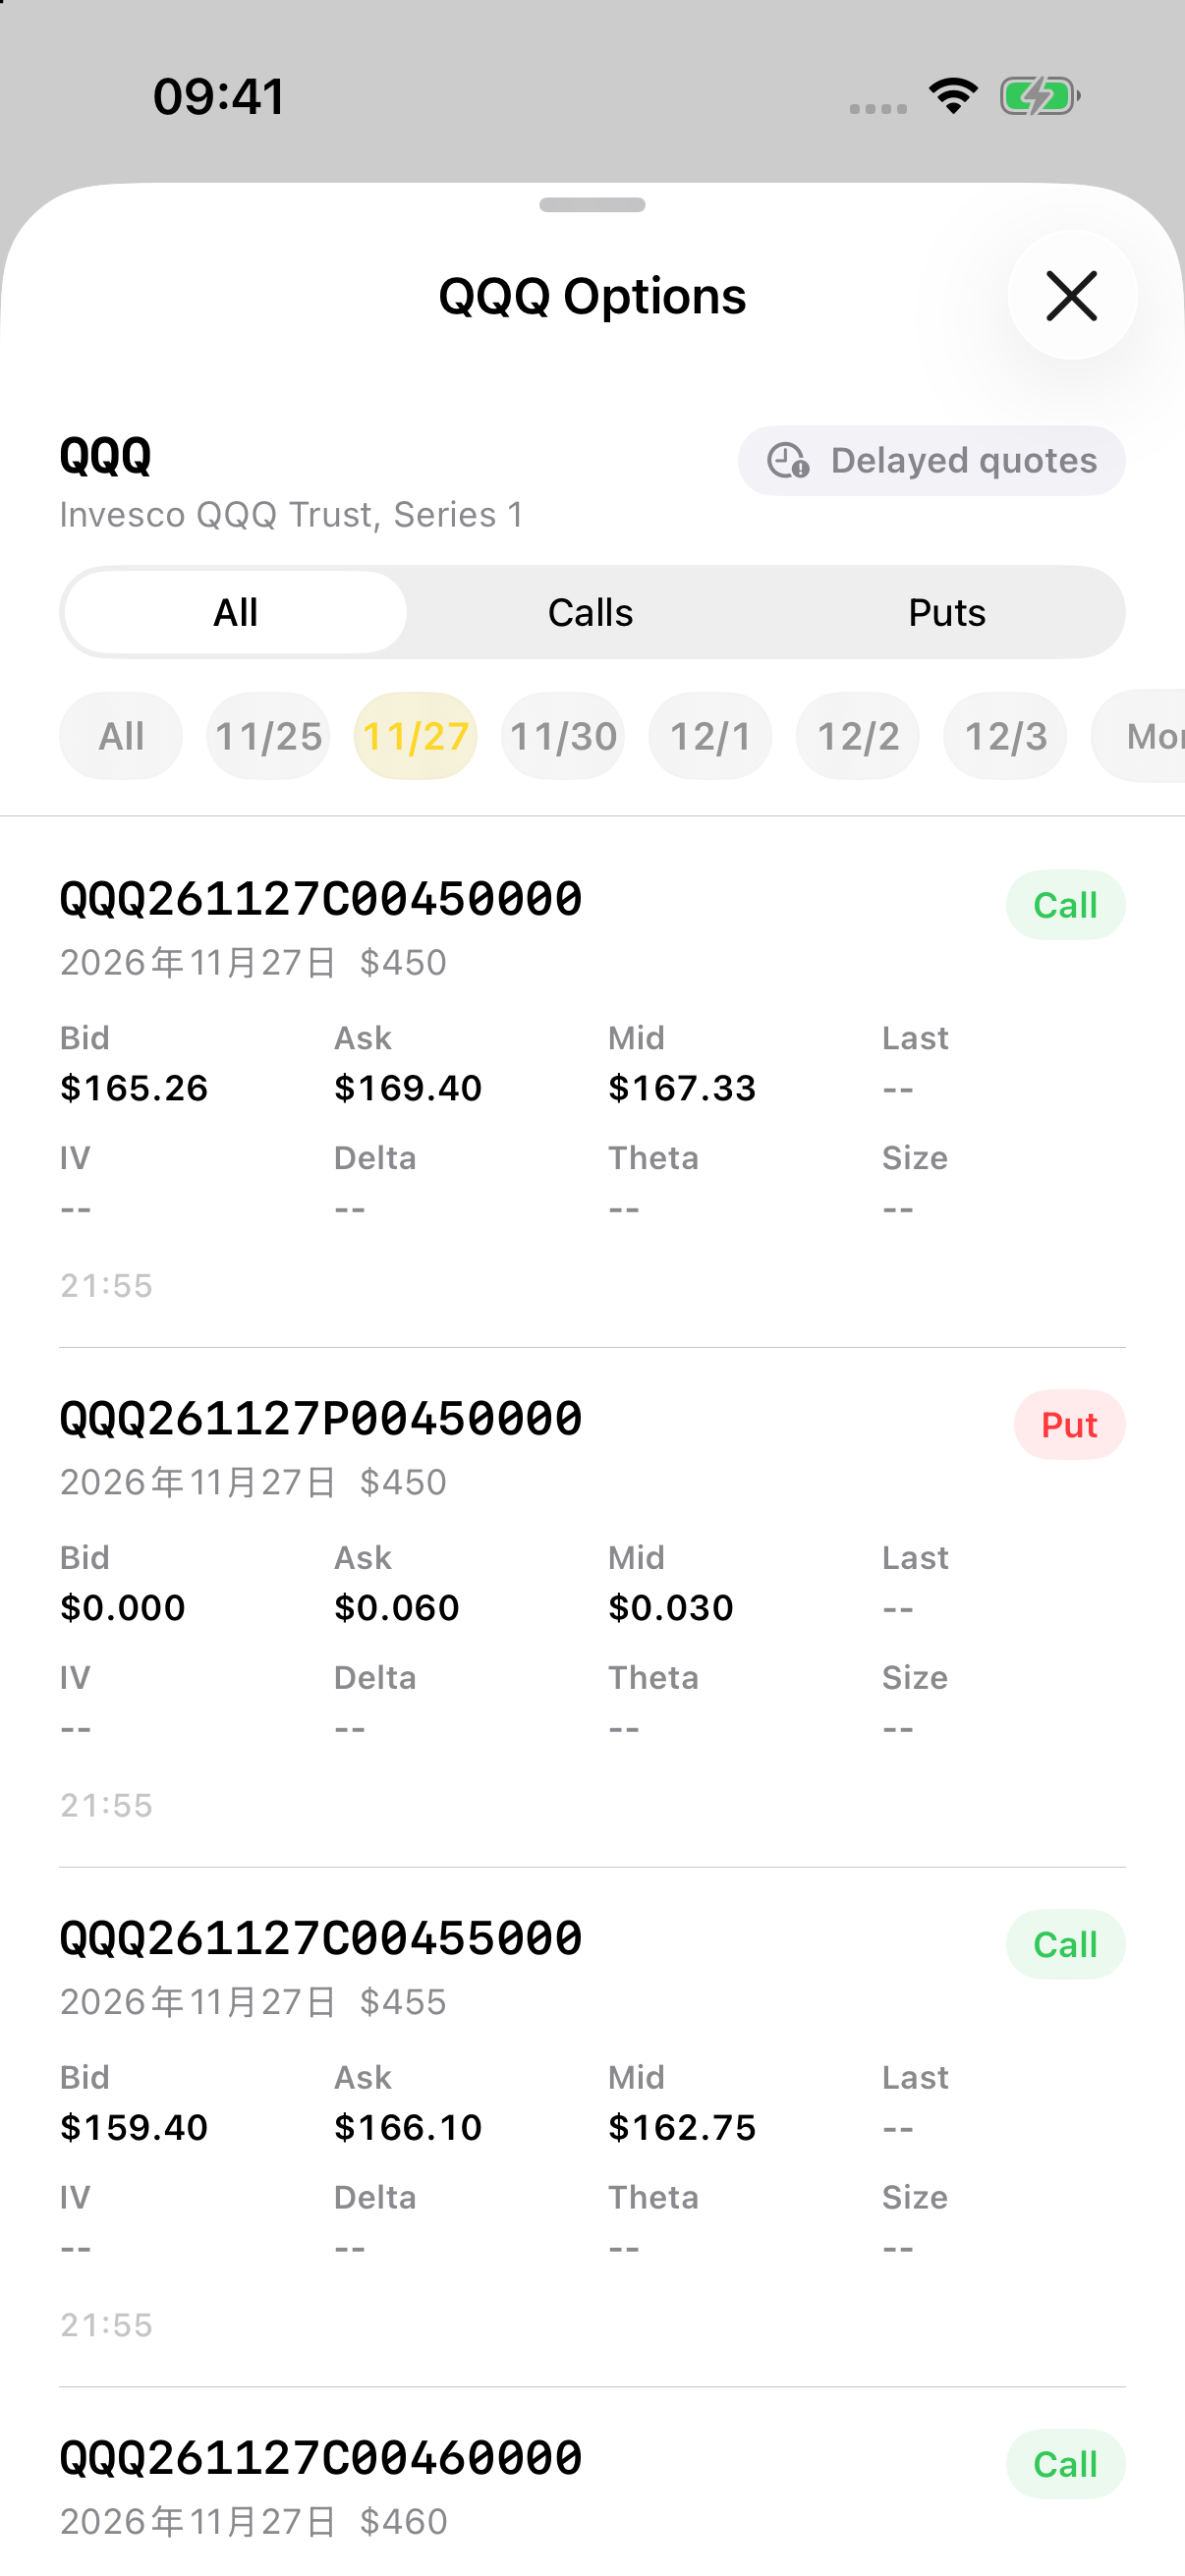 09:41
QQQ Options
QQQ
Delayed quotes
Invesco QQQ Trust, Series 1
All Calls Puts
All 11/25 11/27 11/30 12/1 12/2 12/3
QQQ261127C00450000 Call
2026年11月27日 $450
Bid Ask Mid Last
$165.26 $169.40 $167.33 --
IV Delta Theta Size
-- -- -- --
21:55
QQQ261127P00450000 Put
2026年11月27日 $450
Bid Ask Mid Last
$0.000 $0.060 $0.030 --
IV Delta Theta Size
-- -- -- --
21:55
QQQ261127C00455000 Call
2026年11月27日 $455
Bid Ask Mid Last
$159.40 $166.10 $162.75 --
IV Delta Theta Size
-- -- -- --
21:55
QQQ261127C00460000 Call
2026年11月27日 $460